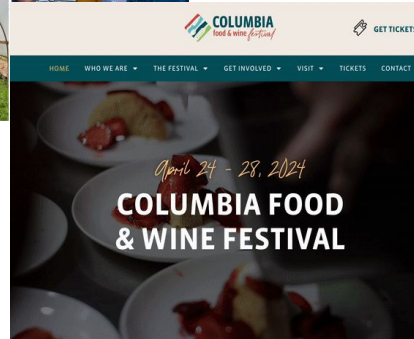 COLUMBIA
food & wine festival
GET TICKETS
HOME WHO WE ARE THE FESTIVAL GET INVOLVED VISIT TICKETS CONTACT
April 24 - 28, 2024
COLUMBIA FOOD
& WINE FESTIVAL